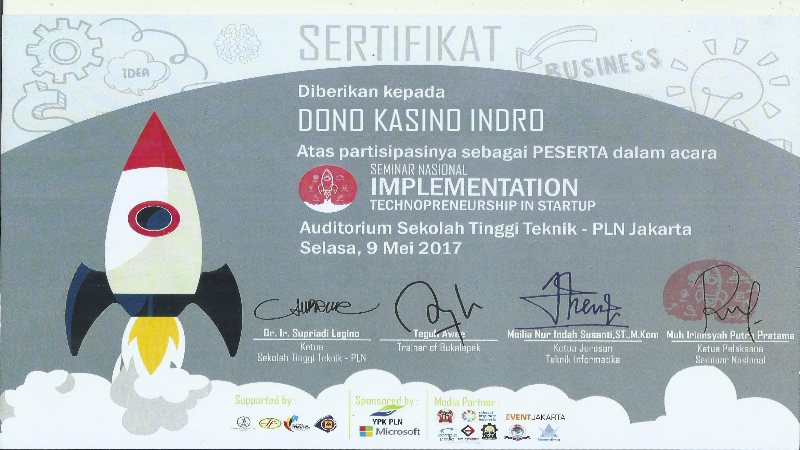 SERTIFIKAT
IDEA
BUSINESS
Diberikan kepada
DONO KASINO INDRO
Atas partisipasinya sebagai PESERTA dalam acara
SEMINAR NASIONAL
IMPLEMENTATION
TECHNOPRENEURSHIP IN STARTUP
Auditorium Sekolah Tinggi Teknik - PLN Jakarta
Selasa, 9 Mei 2017
Dr. Ir. Supriadi Legino
Ketua
Sekolah Tinggi Teknik - PLN
Teguh
Trainer of Bukalapak
Meilia Nur Indah Susanti,ST.,M.Kom
Ketua Jurusan
Teknik Informatika
Muh Putra Pratama
Ketua Pelaksana
Seminar Nasional
Supported by :
Sponsored by :
YPK PLN
Microsoft
Media Partner :
EVENTJAKARTA